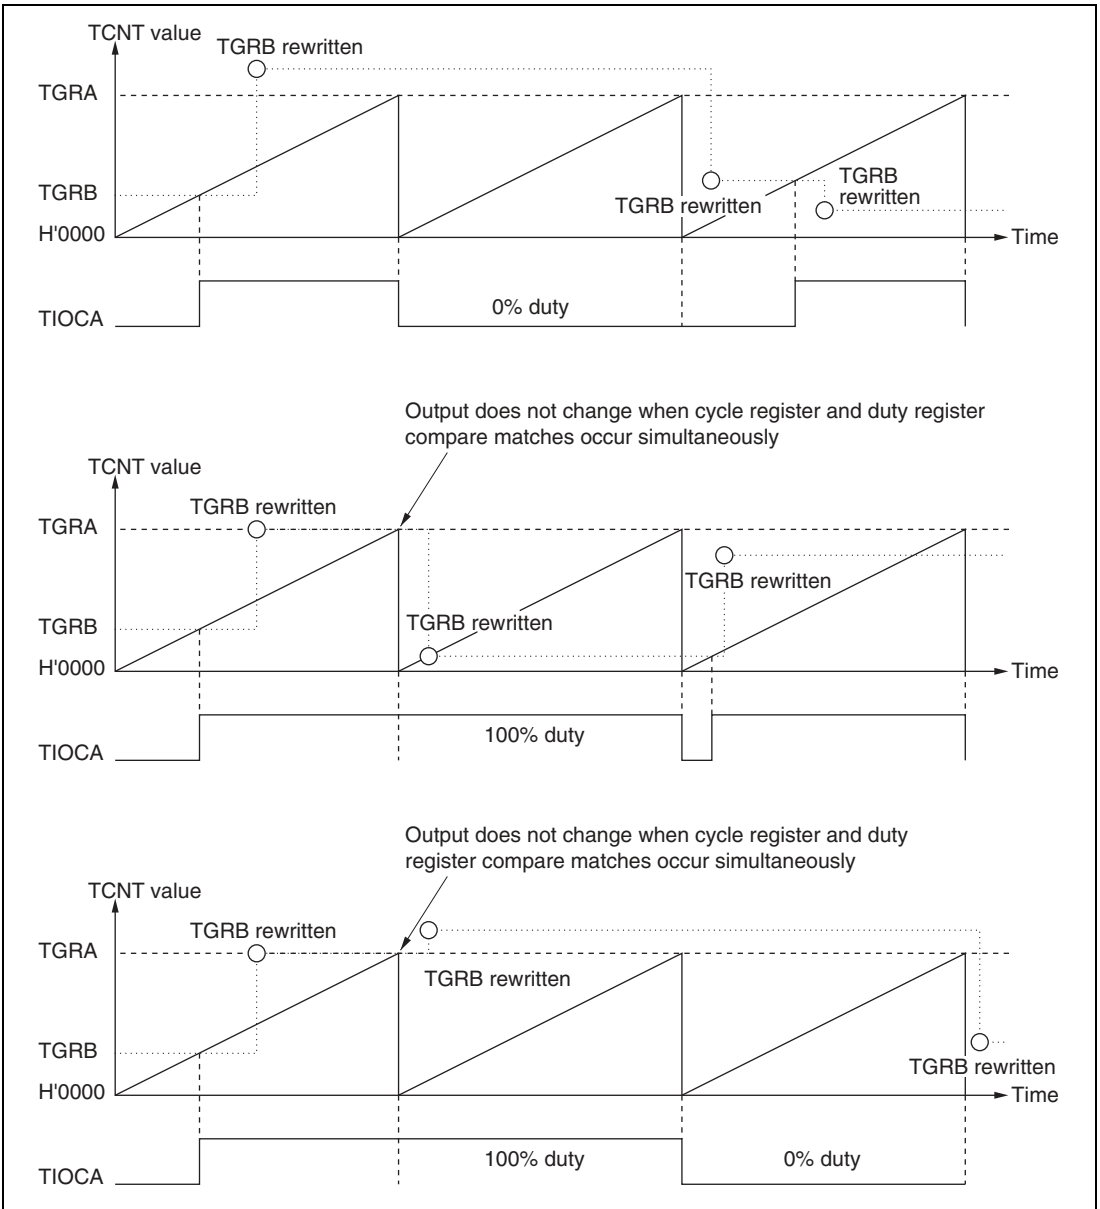 TCNT value
TGRB rewritten
TGRA
TGRB
TGRB
rewritten
TGRB rewritten
H'0000
Time
0% duty
TIOCA
Output does not change when cycle register and duty register
compare matches occur simultaneously
TCNT value
TGRB rewritten
TGRA
TGRB rewritten
TGRB
TGRB rewritten
H'0000
Time
100% duty
TIOCA
Output does not change when cycle register and duty
register compare matches occur simultaneously
TCNT value
TGRB rewritten
TGRA
TGRB rewritten
TGRB
TGRB rewritten
H'0000
Time
100% duty
0% duty
TIOCA